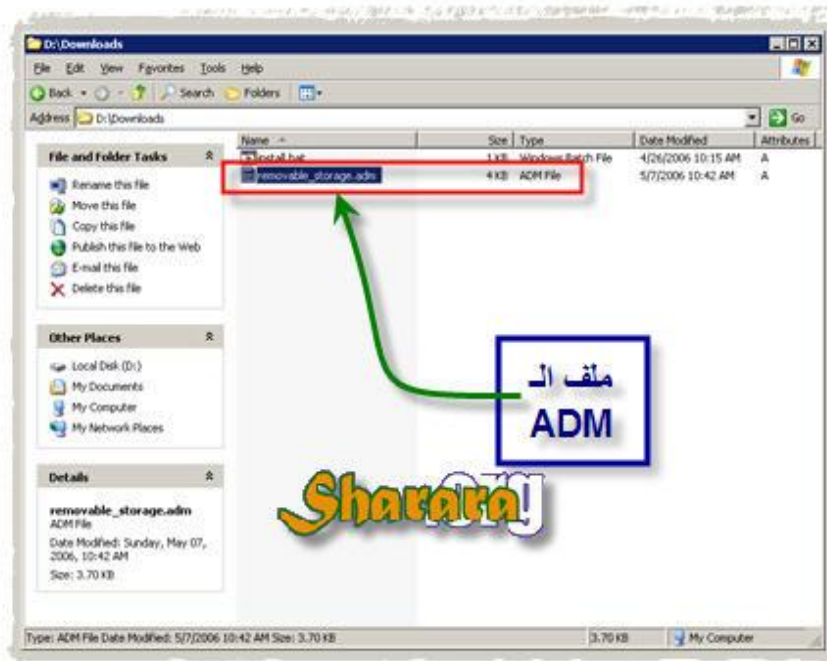 D:\Downloads
File Edit View Favorites Tools Help
Back Search Folders
Address D:\Downloads Go
Name Size Type Date Modified Attributes
install.bat 1 KB Windows Batch File 4/26/2006 10:15 AM A
removable_storage.adm 4 KB ADM File 5/7/2006 10:42 AM A
File and Folder Tasks
Rename this file
Move this file
Copy this file
Publish this file to the Web
E-mail this file
Delete this file
Other Places
Local Disk (D:)
My Documents
My Computer
My Network Places
Details
removable_storage.adm
ADM File
Date Modified: Sunday, May 07,
2006, 10:42 AM
Size: 3.70 KB
ملف الـ
ADM
Sharara.org
Type: ADM File Date Modified: 5/7/2006 10:42 AM Size: 3.70 KB 3.70 KB My Computer